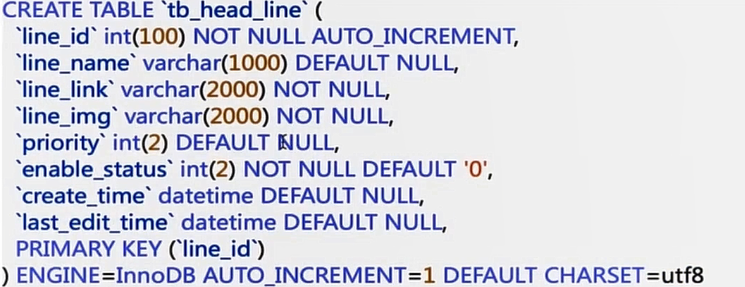 CREATE TABLE `tb_head_line` (
`line_id` int(100) NOT NULL AUTO_INCREMENT,
`line_name` varchar(1000) DEFAULT NULL,
`line_link` varchar(2000) NOT NULL,
`line_img` varchar(2000) NOT NULL,
`priority` int(2) DEFAULT NULL,
`enable_status` int(2) NOT NULL DEFAULT '0',
`create_time` datetime DEFAULT NULL,
`last_edit_time` datetime DEFAULT NULL,
PRIMARY KEY (`line_id`)
) ENGINE=InnoDB AUTO_INCREMENT=1 DEFAULT CHARSET=utf8